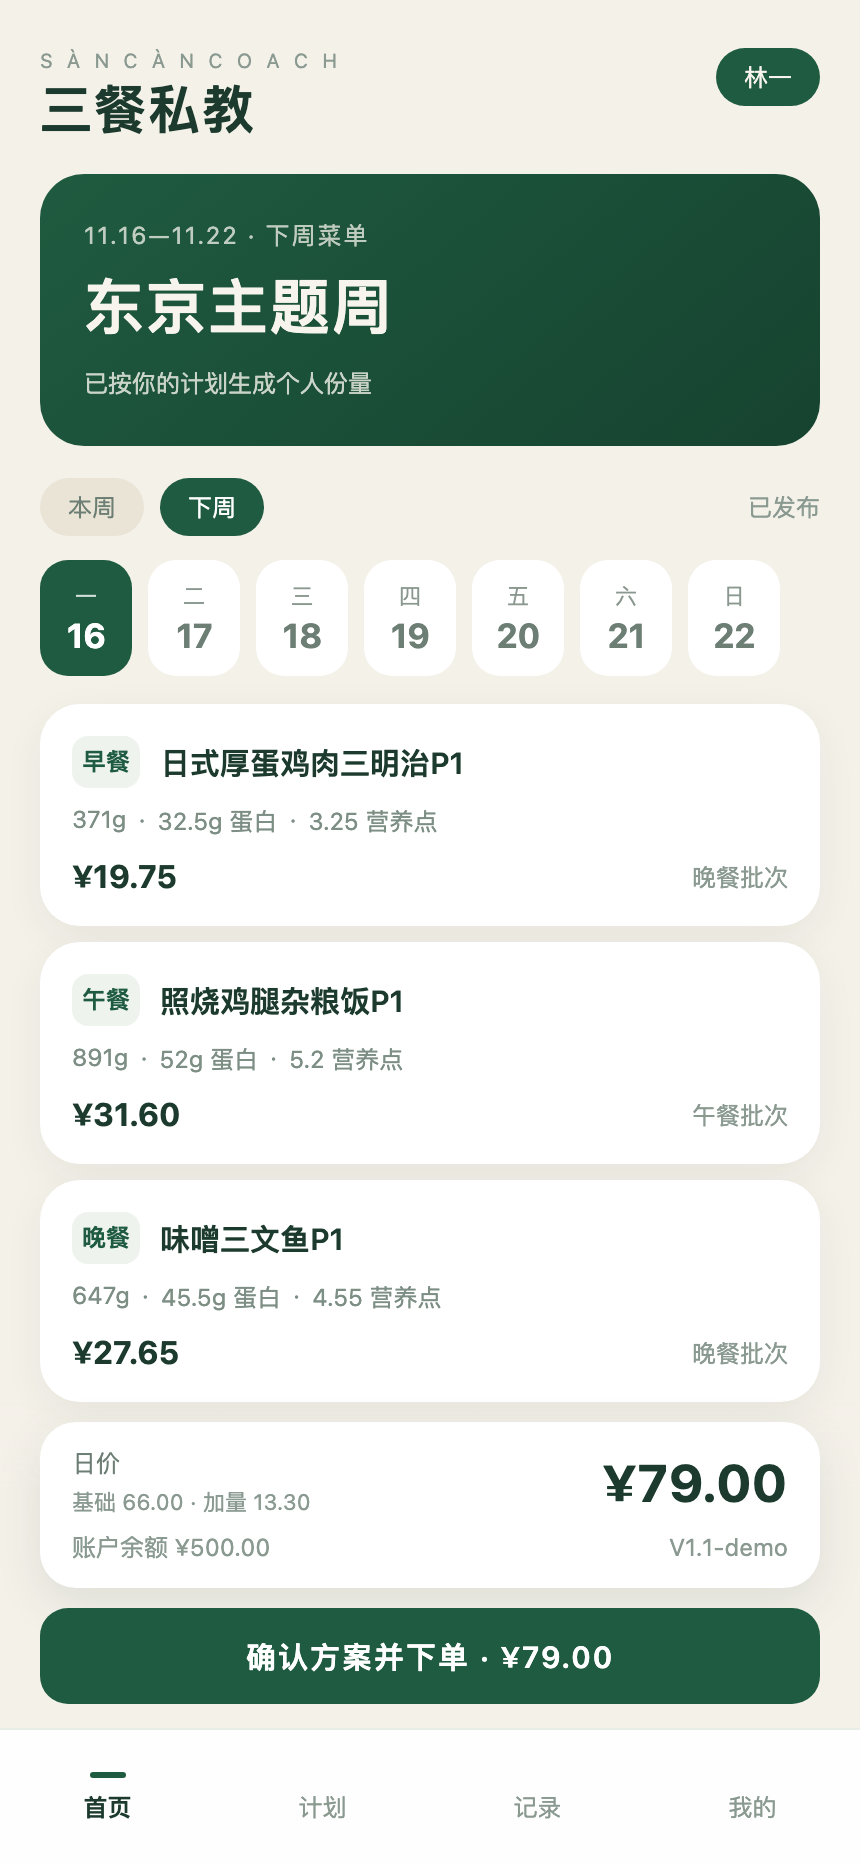 SÀNCÀNCOACH
三餐私教
林一
11.16—11.22 · 下周菜单
东京主题周
已按你的计划生成个人份量
本周
下周
已发布
一 二 三 四 五 六 日
16 17 18 19 20 21 22
早餐 日式厚蛋鸡肉三明治P1
371g · 32.5g 蛋白 · 3.25 营养点
¥19.75 晚餐批次
午餐 照烧鸡腿杂粮饭P1
891g · 52g 蛋白 · 5.2 营养点
¥31.60 午餐批次
晚餐 味噌三文鱼P1
647g · 45.5g 蛋白 · 4.55 营养点
¥27.65 晚餐批次
日价
基础 66.00 · 加量 13.30
¥79.00
账户余额 ¥500.00
V1.1-demo
确认方案并下单 · ¥79.00
首页 计划 记录 我的